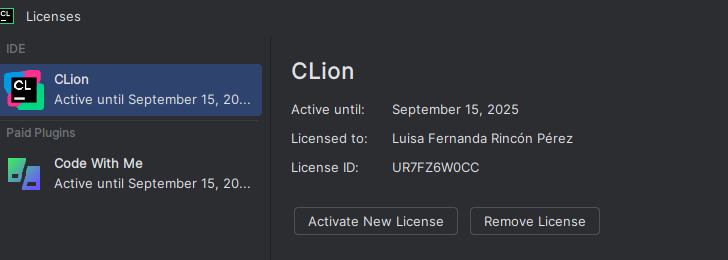 CL Licenses
IDE
CL CLion
Active until September 15, 20...
Paid Plugins
Code With Me
Active until September 15, 20...
CLion
Active until: September 15, 2025
Licensed to: Luisa Fernanda Rincón Pérez
License ID: UR7FZ6W0CC
Activate New License Remove License